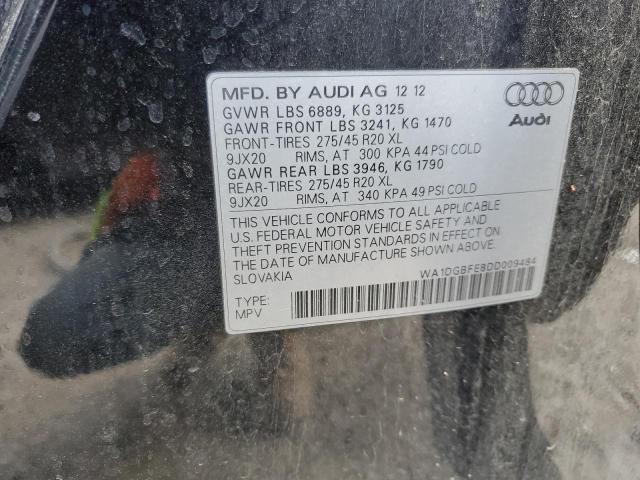 MFD. BY AUDI AG 12 12
GVWR LBS 6889, KG 3125
GAWR FRONT LBS 3241, KG 1470
FRONT-TIRES 275/45 R20 XL
9JX20 RIMS, AT 300 KPA 44 PSI COLD
GAWR REAR LBS 3946, KG 1790
REAR-TIRES 275/45 R20 XL
9JX20 RIMS, AT 340 KPA 49 PSI COLD
THIS VEHICLE CONFORMS TO ALL APPLICABLE
U.S. FEDERAL MOTOR VEHICLE SAFETY AND
THEFT PREVENTION STANDARDS IN EFFECT ON
THE DATE OF MANUFACTURE SHOWN ABOVE.
SLOVAKIA
WA1DGBFE8DD009484
TYPE:
MPV
Audi